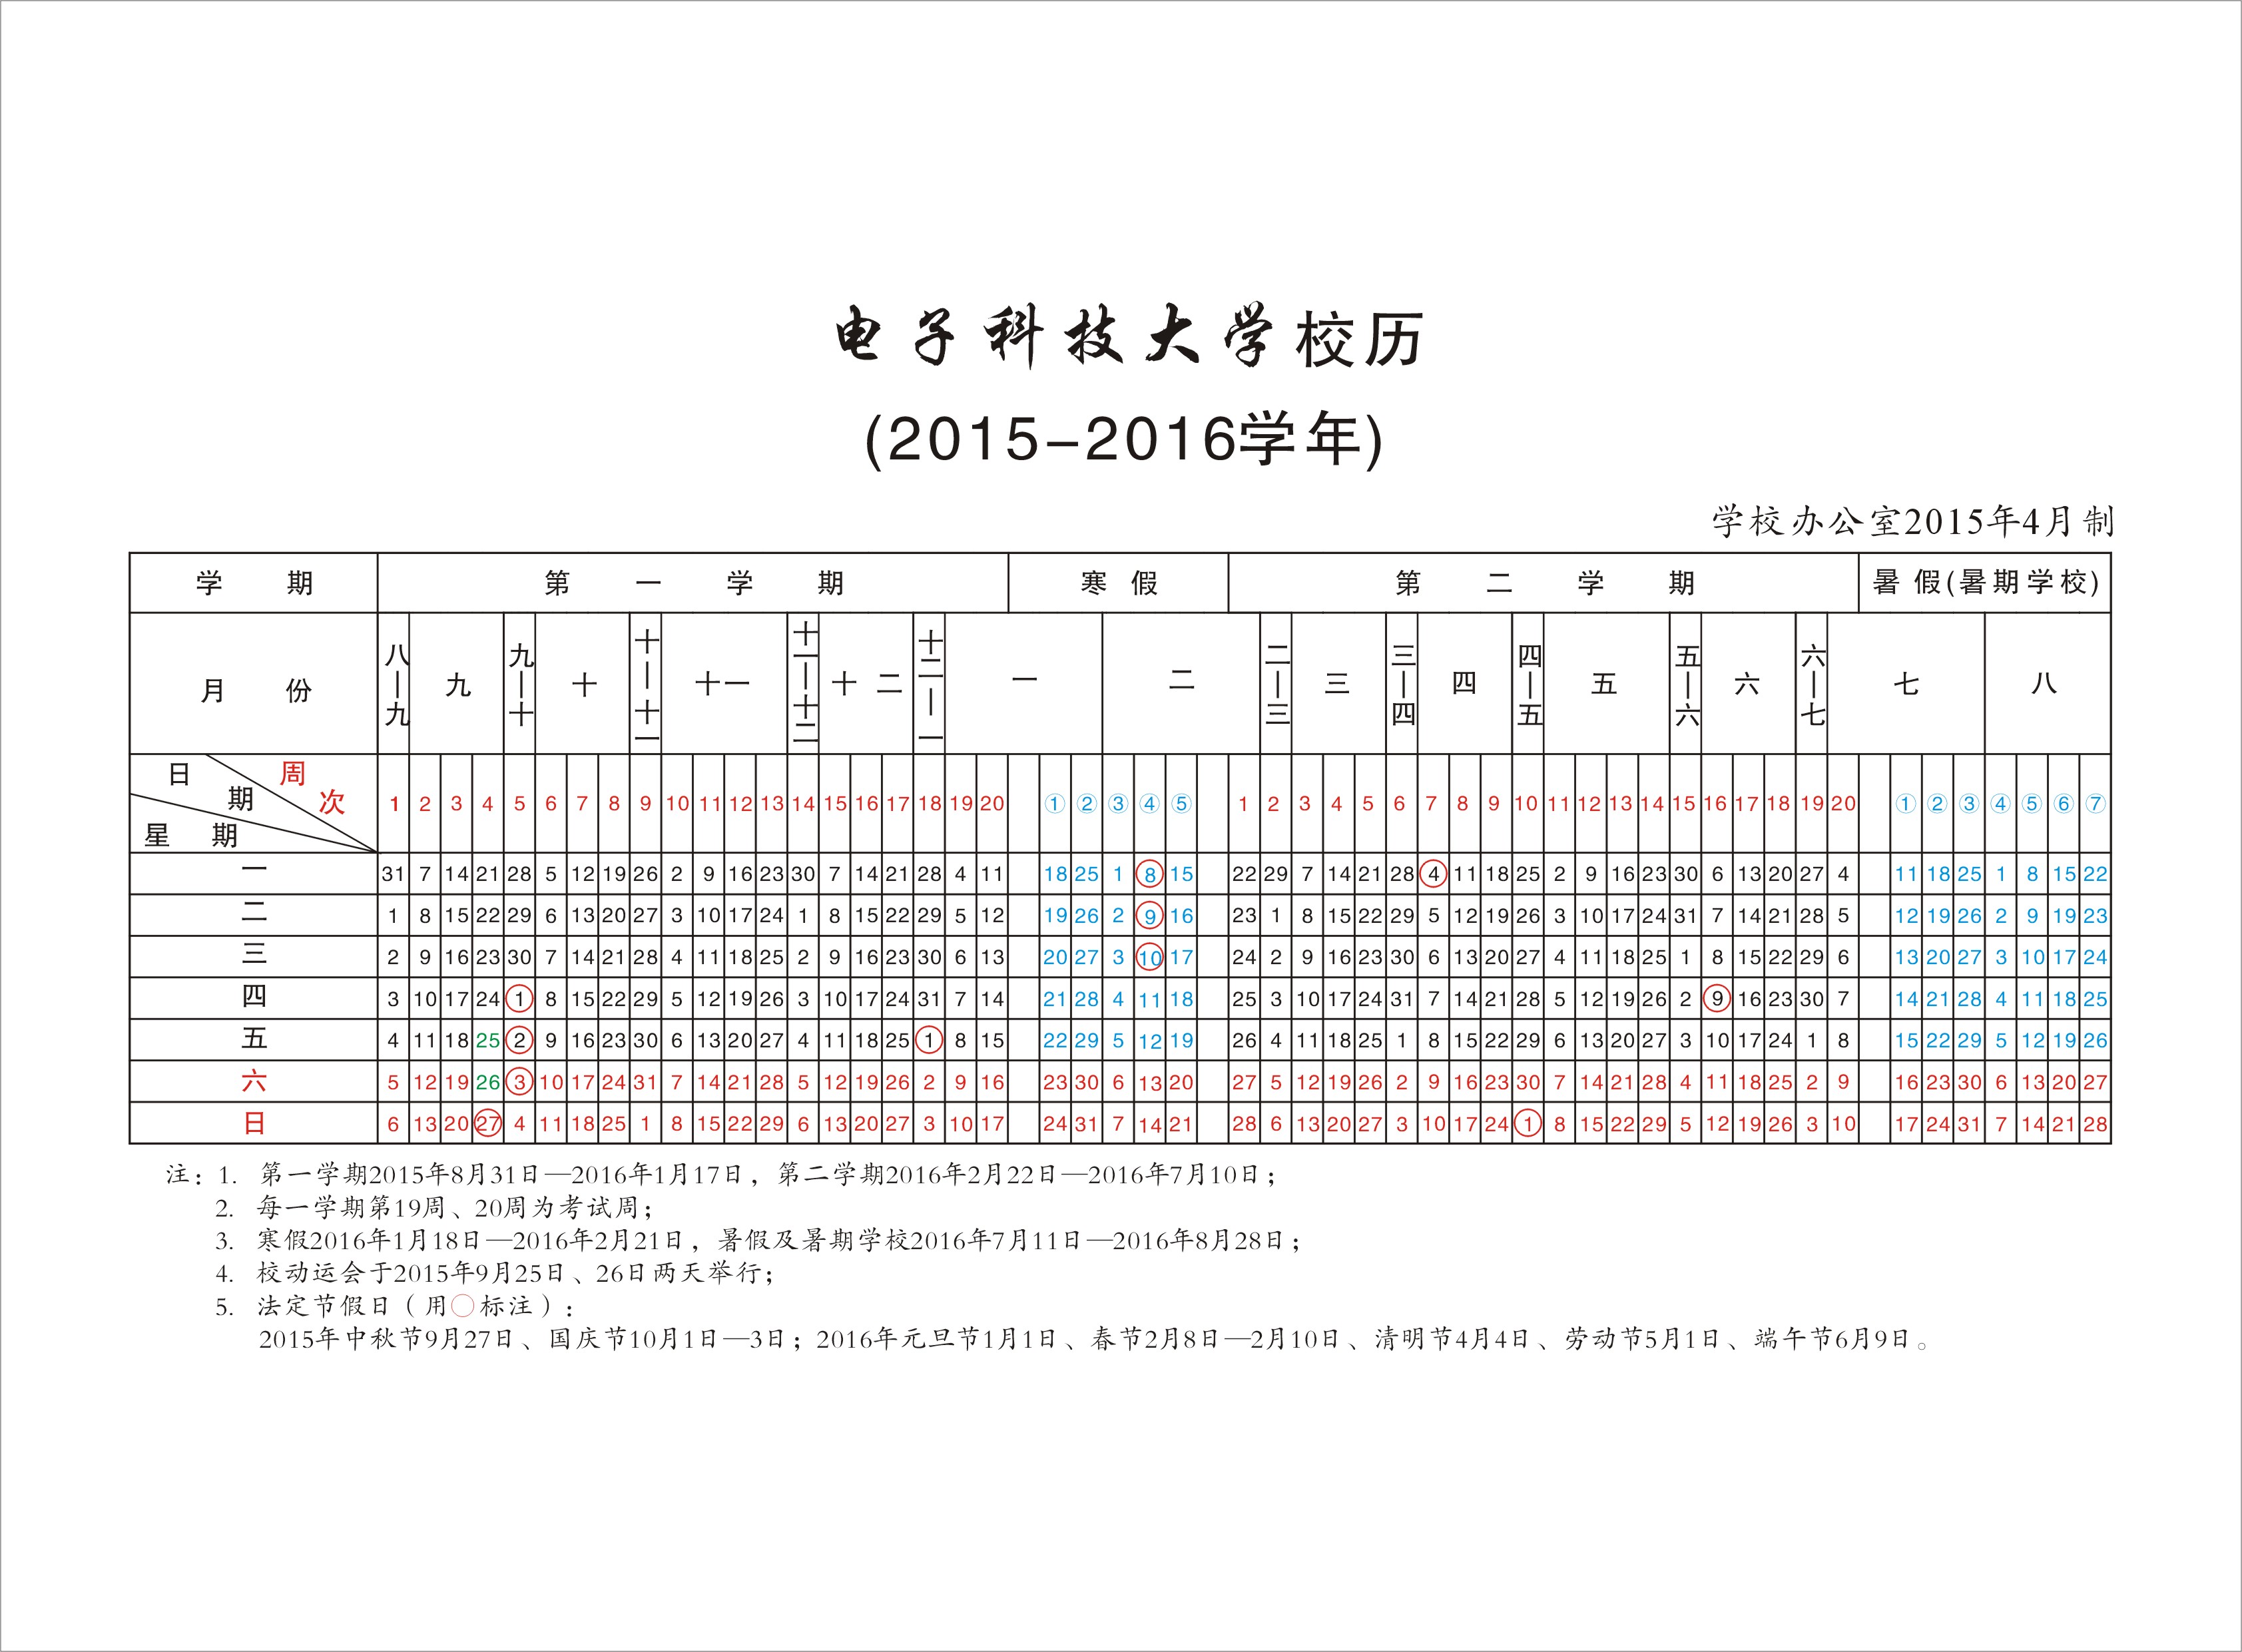 电子科技大学校历
(2015-2016学年)
学校办公室2015年4月制
学 期 第 一 学 期 寒 假 第 二 学 期 暑 假(暑期学校)
月 份 八—九 九 九—十 十 十—十一 十一 十一—十二 十二 十二—一 一 二 二—三 三 三—四 四 四—五 五 五—六 六 六—七 七 八
日 期 周 次 星 期 1 2 3 4 5 6 7 8 9 10 11 12 13 14 15 16 17 18 19 20 ① ② ③ ④ ⑤ 1 2 3 4 5 6 7 8 9 10 11 12 13 14 15 16 17 18 19 20 ① ② ③ ④ ⑤ ⑥ ⑦
一 31 7 14 21 28 5 12 19 26 2 9 16 23 30 7 14 21 28 4 11 18 25 1 8 15 22 29 7 14 21 28 4 11 18 25 2 9 16 23 30 6 13 20 27 4 11 18 25 1 8 15 22
二 1 8 15 22 29 6 13 20 27 3 10 17 24 1 8 15 22 29 5 12 19 26 2 9 16 23 1 8 15 22 29 5 12 19 26 3 10 17 24 31 7 14 21 28 5 12 19 26 2 9 19 23
三 2 9 16 23 30 7 14 21 28 4 11 18 25 2 9 16 23 30 6 13 20 27 3 10 17 24 2 9 16 23 30 6 13 20 27 4 11 18 25 1 8 15 22 29 6 13 20 27 3 10 17 24
四 3 10 17 24 1 8 15 22 29 5 12 19 26 3 10 17 24 31 7 14 21 28 4 11 18 25 3 10 17 24 31 7 14 21 28 5 12 19 26 2 9 16 23 30 7 14 21 28 4 11 18 25
五 4 11 18 25 2 9 16 23 30 6 13 20 27 4 11 18 25 1 8 15 22 29 5 12 19 26 4 11 18 25 1 8 15 22 29 6 13 20 27 3 10 17 24 1 8 15 22 29 5 12 19 26
六 5 12 19 26 3 10 17 24 31 7 14 21 28 5 12 19 26 2 9 16 23 30 6 13 20 27 5 12 19 26 2 9 16 23 30 7 14 21 28 4 11 18 25 2 9 16 23 30 6 13 20 27
日 6 13 20 27 4 11 18 25 1 8 15 22 29 6 13 20 27 3 10 17 24 31 7 14 21 28 6 13 20 27 3 10 17 24 1 8 15 22 29 5 12 19 26 3 10 17 24 31 7 14 21 28
注：1. 第一学期2015年8月31日—2016年1月17日，第二学期2016年2月22日—2016年7月10日；
2. 每一学期第19周、20周为考试周；
3. 寒假2016年1月18日—2016年2月21日，暑假及暑期学校2016年7月11日—2016年8月28日；
4. 校动运会于2015年9月25日、26日两天举行；
5. 法定节假日（用○标注）：
2015年中秋节9月27日、国庆节10月1日—3日；2016年元旦节1月1日、春节2月8日—2月10日、清明节4月4日、劳动节5月1日、端午节6月9日。